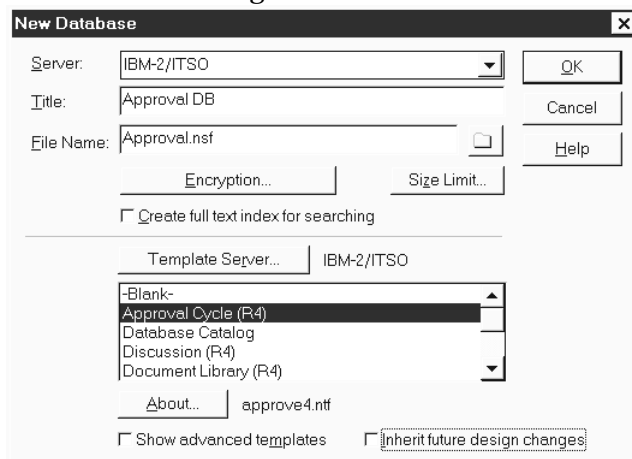 New Database
Server: IBM-2/ITSO OK
Title: Approval DB Cancel
File Name: Approval.nsf Help
Encryption... Size Limit...
Create full text index for searching
Template Server... IBM-2/ITSO
-Blank-
Approval Cycle (R4)
Database Catalog
Discussion (R4)
Document Library (R4)
About... approve4.ntf
Show advanced templates Inherit future design changes